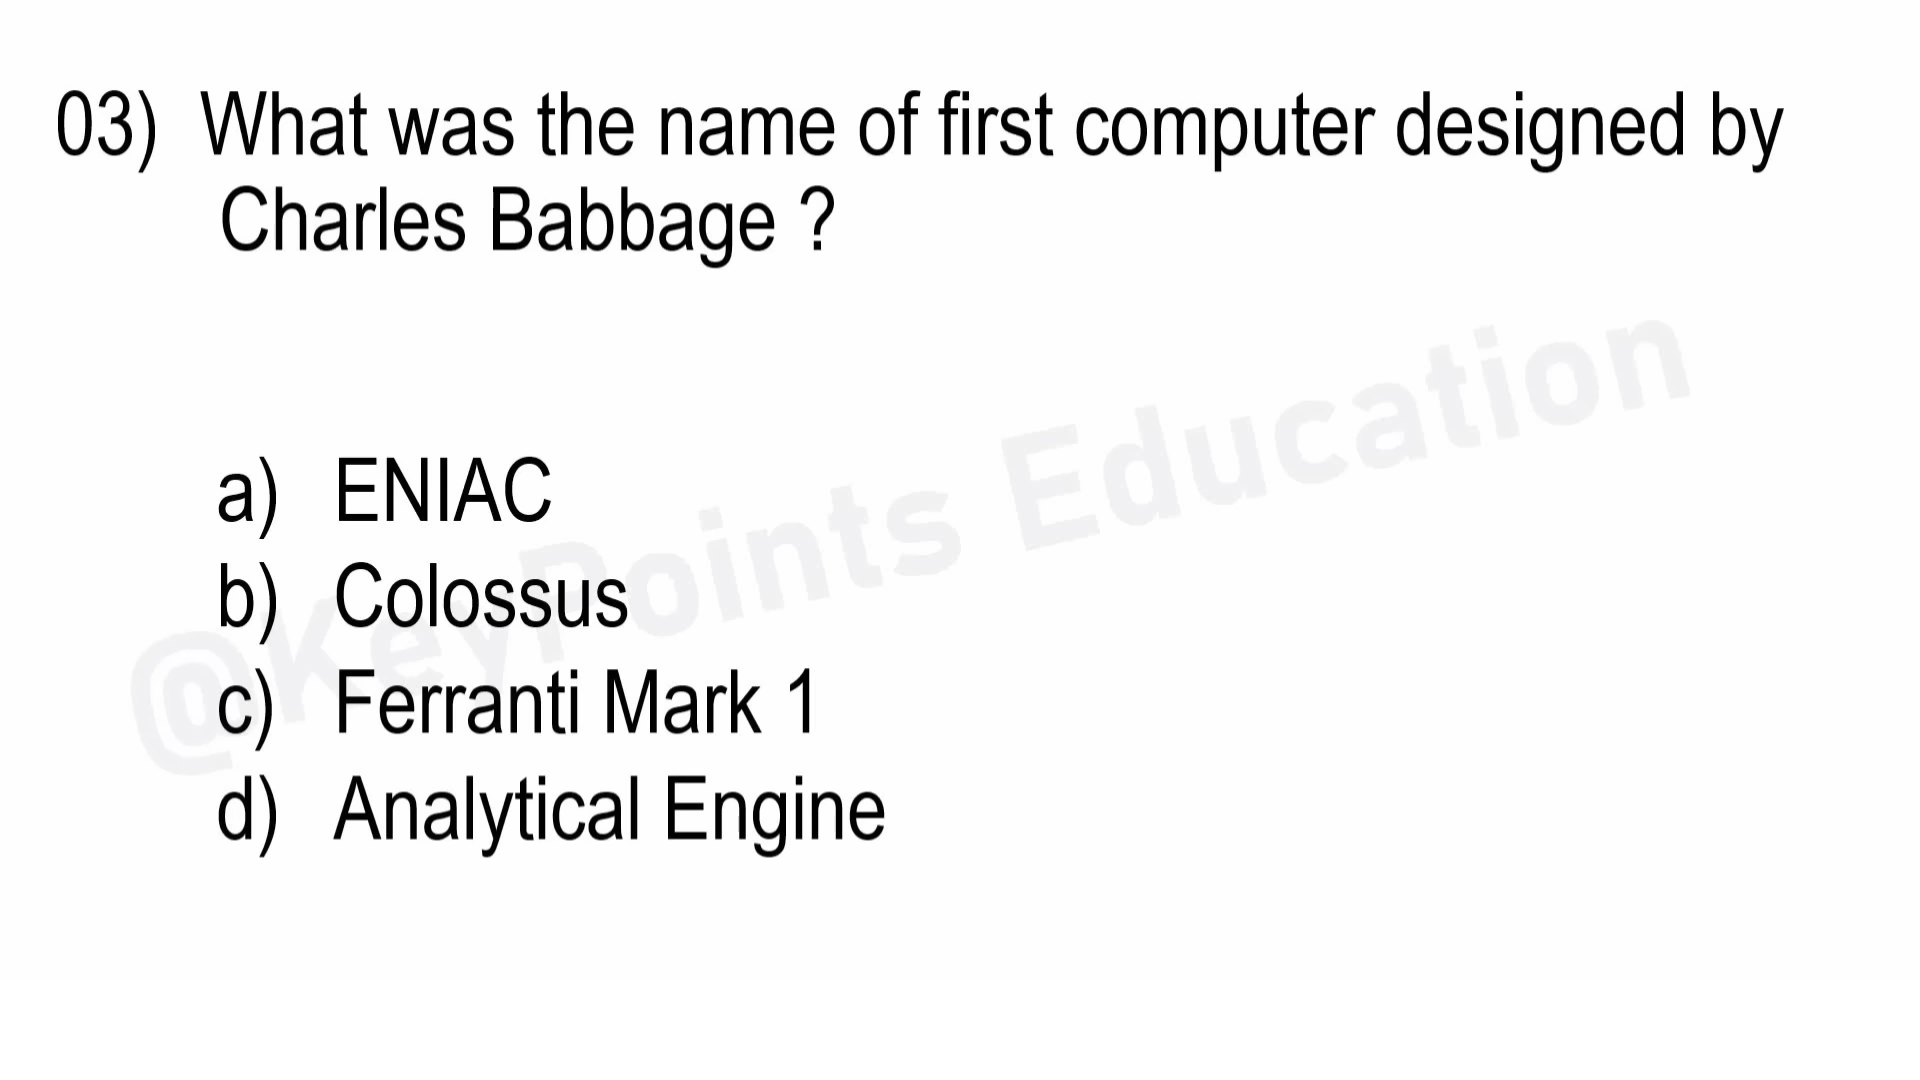 03) What was the name of first computer designed by
Charles Babbage ?
a) ENIAC
b) Colossus
c) Ferranti Mark 1
d) Analytical Engine
@KeyPoints Education